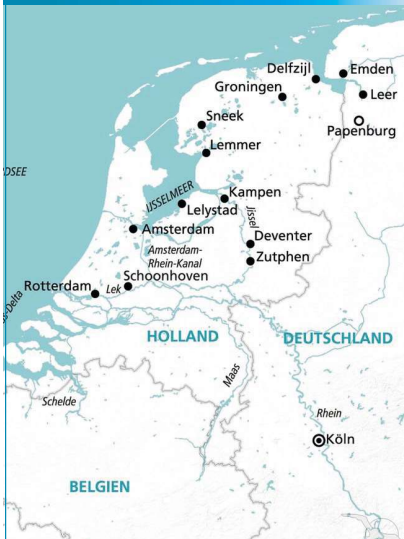 Delfzijl
Emden
Groningen
Leer
Sneek
Papenburg
Lemmer
DSEE
IJSSELMEER
Kampen
Lelystad
IJssel
Amsterdam
Deventer
Amsterdam-
Rhein-Kanal
Zutphen
Schoonhoven
Rotterdam
Lek
s-Delta
HOLLAND
DEUTSCHLAND
Maas
Schelde
Rhein
Köln
BELGIEN